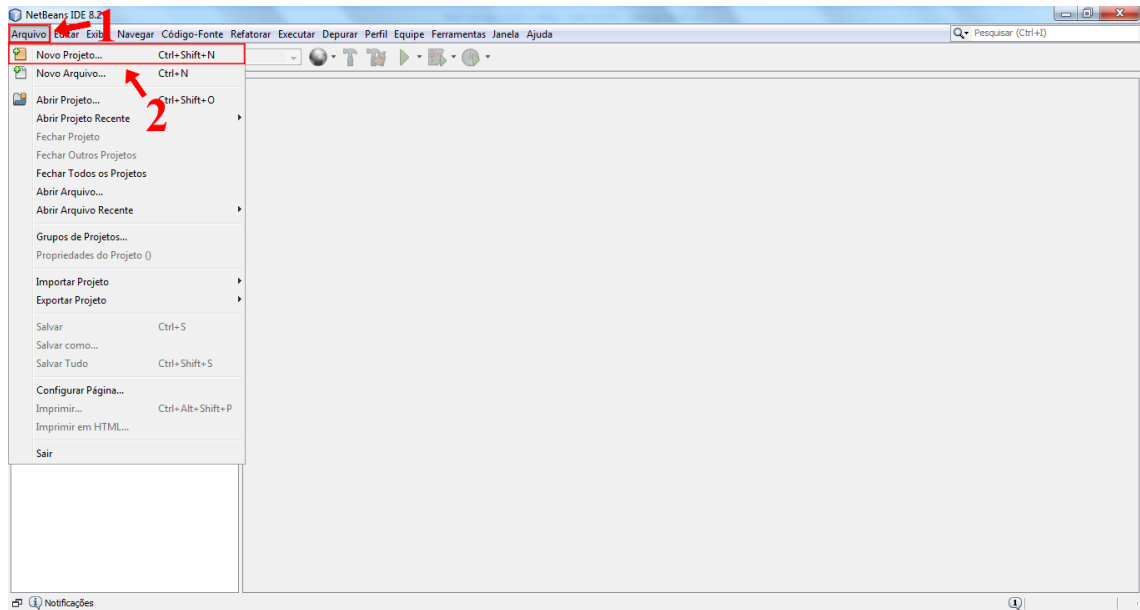 NetBeans IDE 8.2
1
Arquivo Editar Navegar Código-Fonte Refatorar Executar Depurar Perfil Equipe Ferramentas Janela Ajuda
Pesquisar (Ctrl+I)
Novo Projeto... Ctrl+Shift+N
Novo Arquivo... Ctrl+N
Abrir Projeto... Ctrl+Shift+O
2
Abrir Projeto Recente
Fechar Projeto
Fechar Outros Projetos
Fechar Todos os Projetos
Abrir Arquivo...
Abrir Arquivo Recente
Grupos de Projetos...
Propriedades do Projeto ()
Importar Projeto
Exportar Projeto
Salvar Ctrl+S
Salvar como...
Salvar Tudo Ctrl+Shift+S
Configurar Página...
Imprimir... Ctrl+Alt+Shift+P
Imprimir em HTML...
Sair
Notificações
1